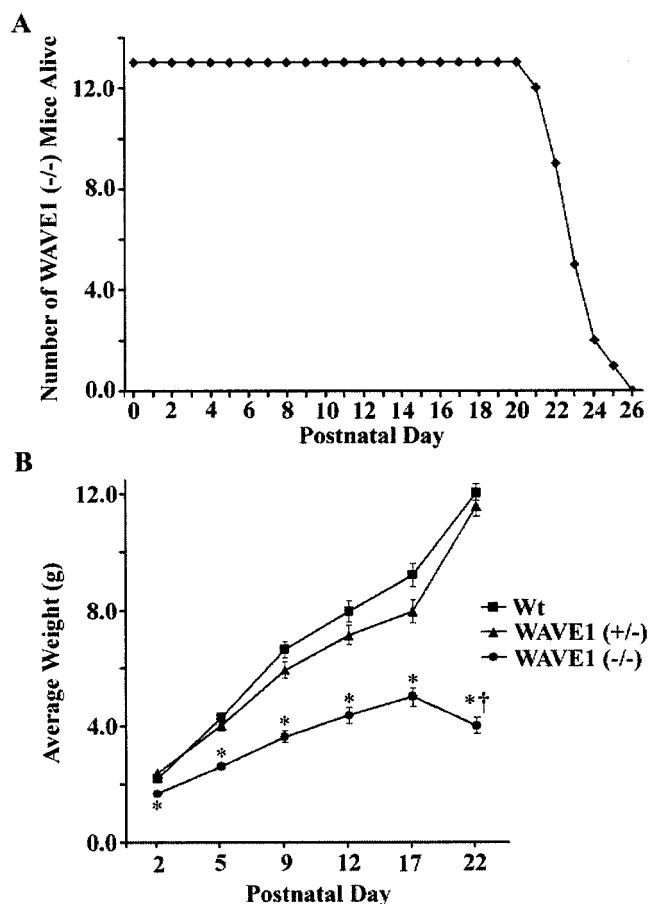 A
Number of WAVE1 (-/-) Mice Alive
12.0
8.0
4.0
0.0
0 2 4 6 8 10 12 14 16 18 20 22 24 26
Postnatal Day
B
Average Weight (g)
12.0
8.0
4.0
0.0
Wt
WAVE1 (+/-)
WAVE1 (-/-)
* * * * * *†
2 5 9 12 17 22
Postnatal Day